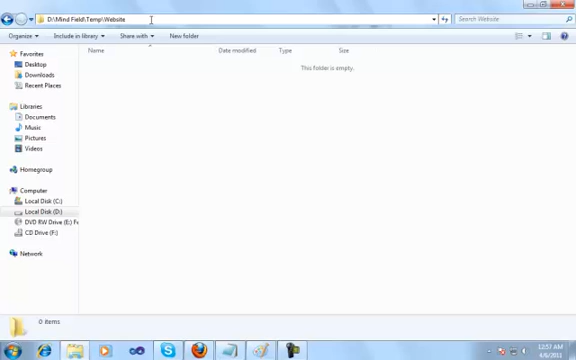 D:\Mind Field\Temp\Website
Search Website
Organize
Include in library
Share with
New folder
Name
Date modified
Type
Size
This folder is empty.
Favorites
Desktop
Downloads
Recent Places
Libraries
Documents
Music
Pictures
Videos
Homegroup
Computer
Local Disk (C:)
Local Disk (D:)
DVD RW Drive (E:) F
CD Drive (F:)
Network
0 items
12:57 AM
4/6/2011